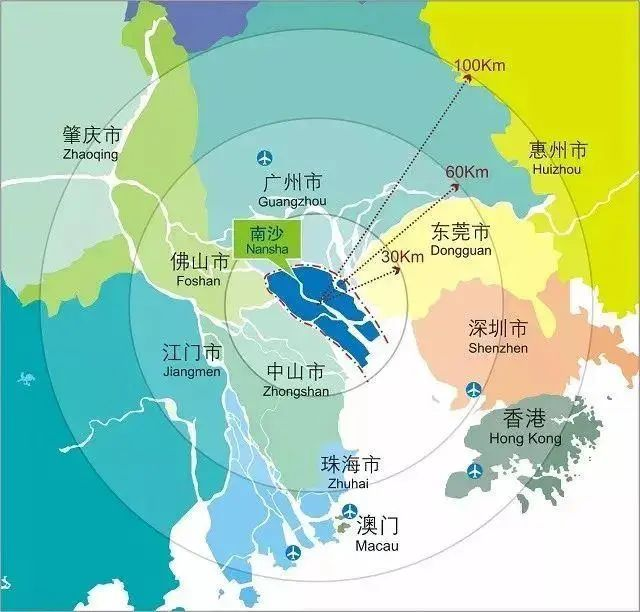 100Km
肇庆市
Zhaoqing
惠州市
Huizhou
60Km
广州市
Guangzhou
南沙
Nansha
东莞市
Dongguan
30Km
佛山市
Foshan
深圳市
Shenzhen
江门市
Jiangmen
中山市
Zhongshan
香港
Hong Kong
珠海市
Zhuhai
澳门
Macau